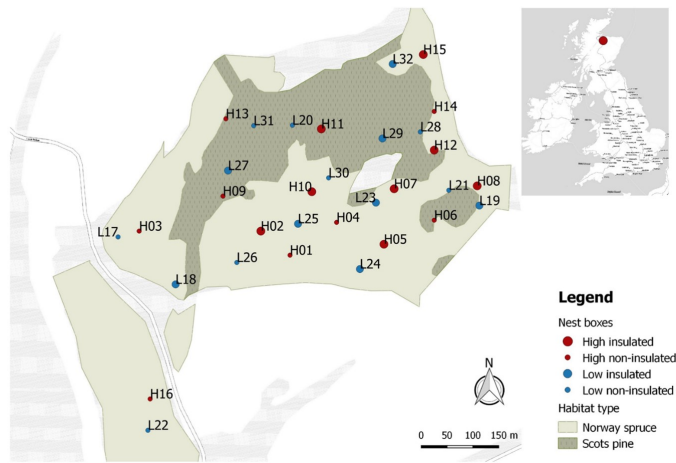 H15
L32
H14
H13
L31
L20
H11
L29
L28
H12
L27
L30
H09
H10
H07
L21
H08
L23
L19
H02
L25
H04
H06
H03
L17
H05
H01
L26
L24
L18
H16
L22
N
0
50
100
150 m
Legend
Nest boxes
High insulated
High non-insulated
Low insulated
Low non-insulated
Habitat type
Norway spruce
Scots pine